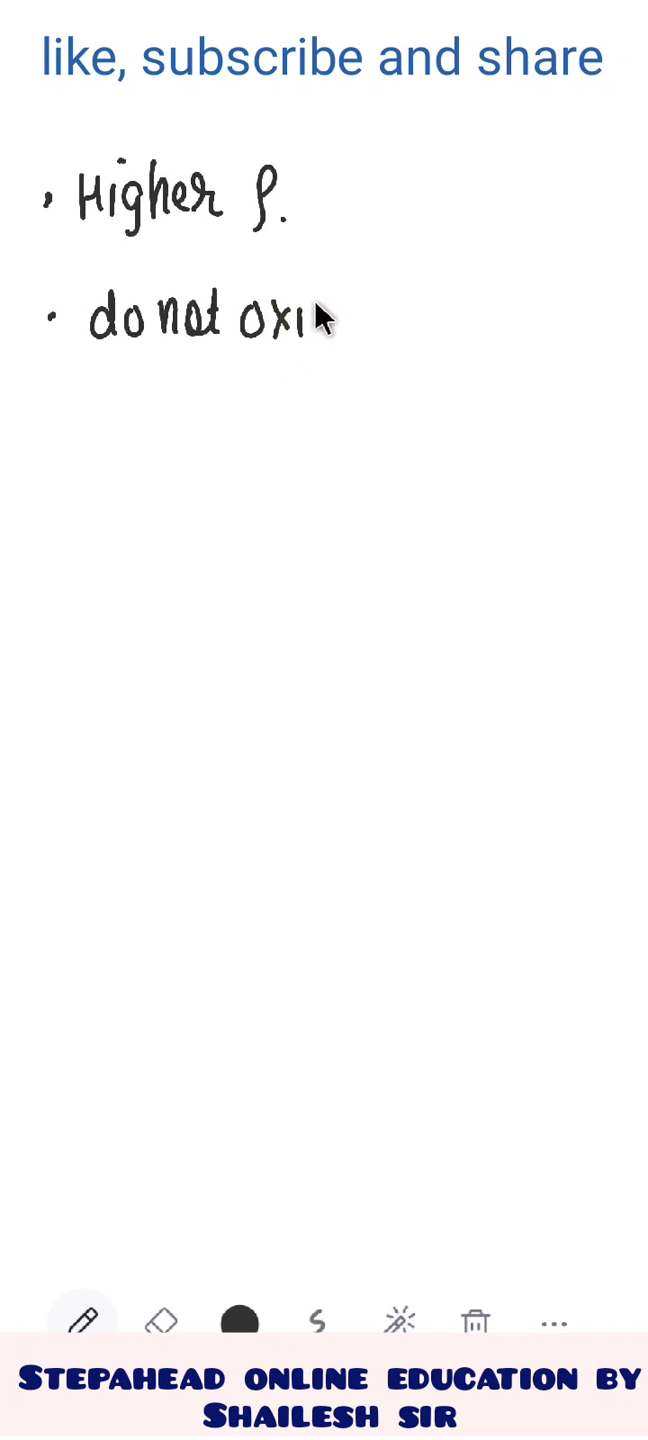 like, subscribe and share
· Higher ρ.
· do not oxi
STEPAHEAD ONLINE EDUCATION BY
SHAILESH SIR